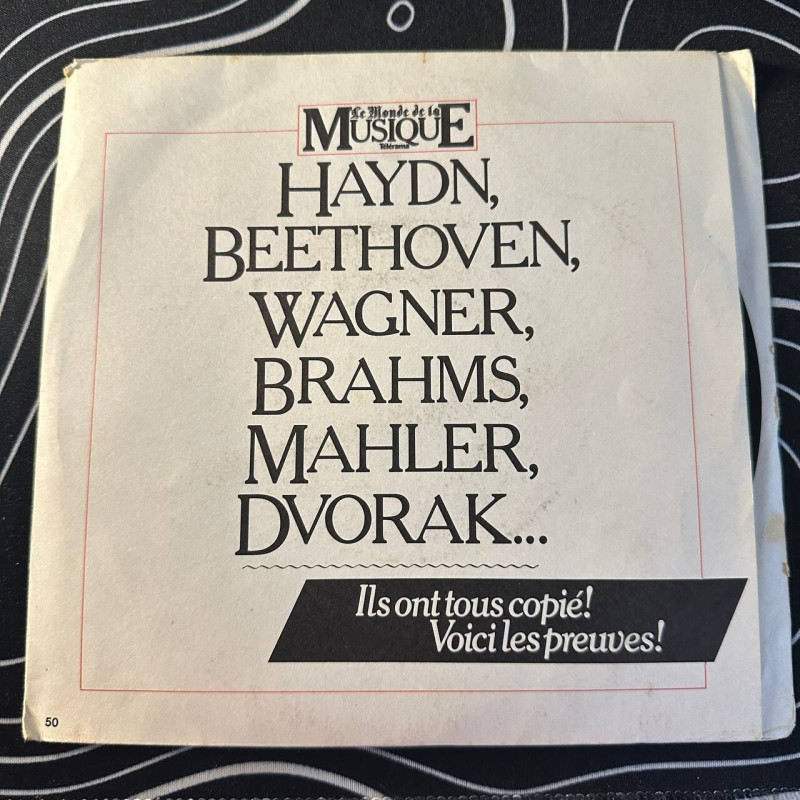 Le Monde de la
MUSIQUE
Télérama
HAYDN,
BEETHOVEN,
WAGNER,
BRAHMS,
MAHLER,
DVORAK...
Ils ont tous copié!
Voici les preuves!
50